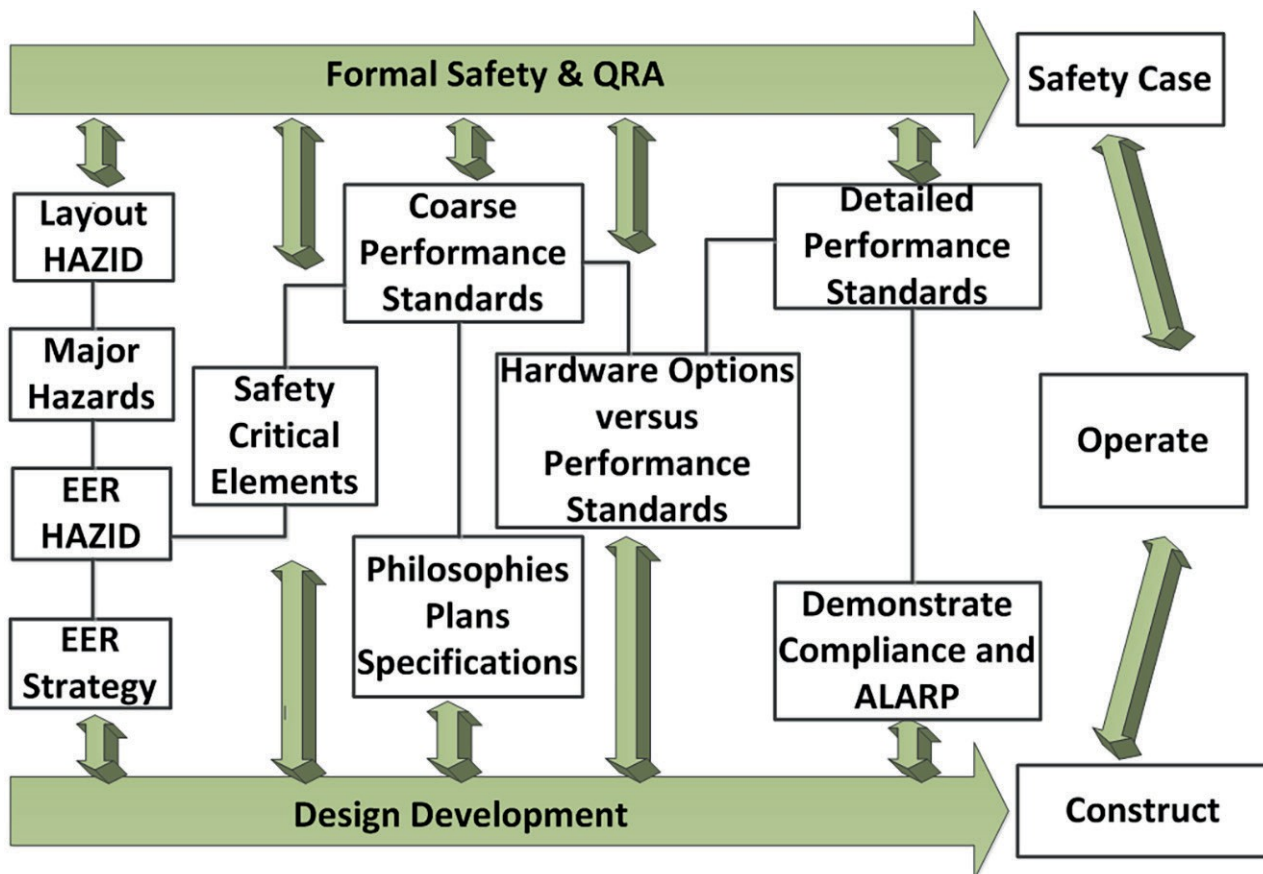 Formal Safety & QRA
Safety Case
Layout
HAZID
Major
Hazards
EER
HAZID
EER
Strategy
Safety
Critical
Elements
Coarse
Performance
Standards
Philosophies
Plans
Specifications
Hardware Options
versus
Performance
Standards
Detailed
Performance
Standards
Demonstrate
Compliance and
ALARP
Operate
Design Development
Construct